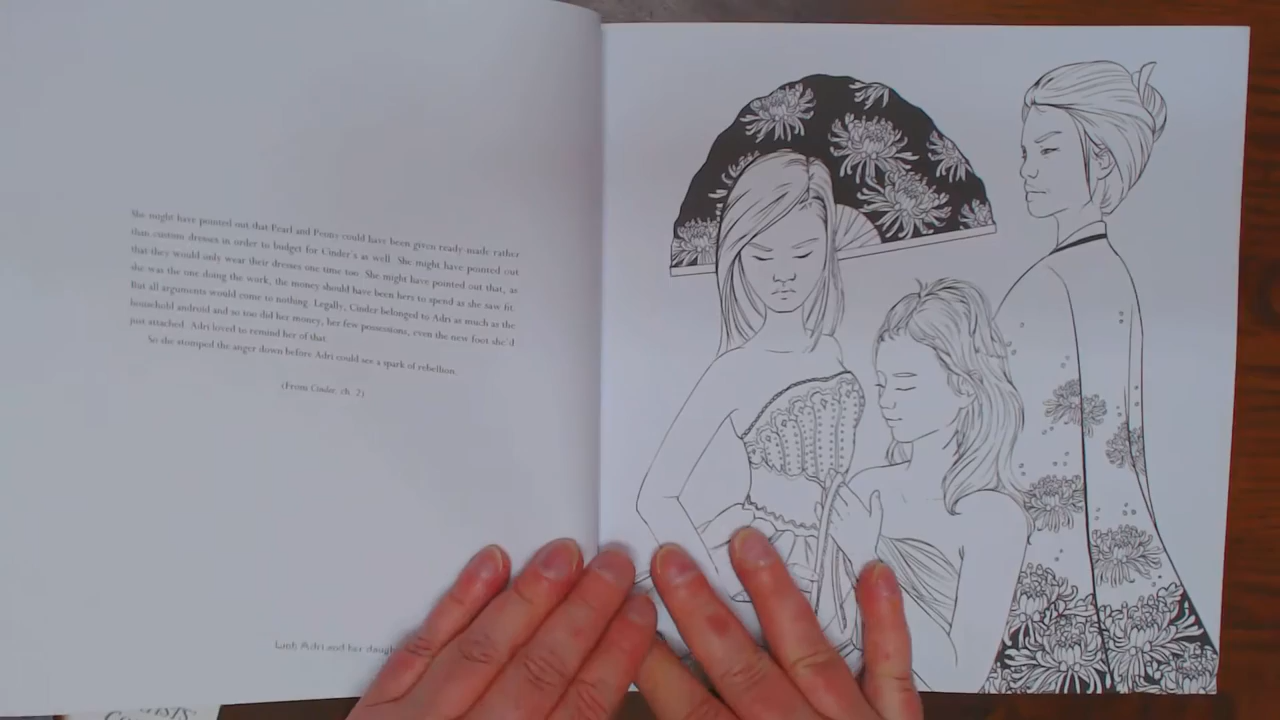 She might have pointed out that Pearl and Peony could have been given ready-made rather
than custom dresses in order to budget for Cinder's as well. She might have pointed out
that they would only wear their dresses one time too. She might have pointed out that, as
she was the one doing the work, the money should have been hers to spend as she saw fit.
But all arguments would come to nothing. Legally, Cinder belonged to Adri as much as the
household android and so too did her money, her few possessions, even the new foot she'd
just attached. Adri loved to remind her of that.
So she stomped the anger down before Adri could see a spark of rebellion.
(From Cinder, ch. 2)
Linh Adri and her daugh